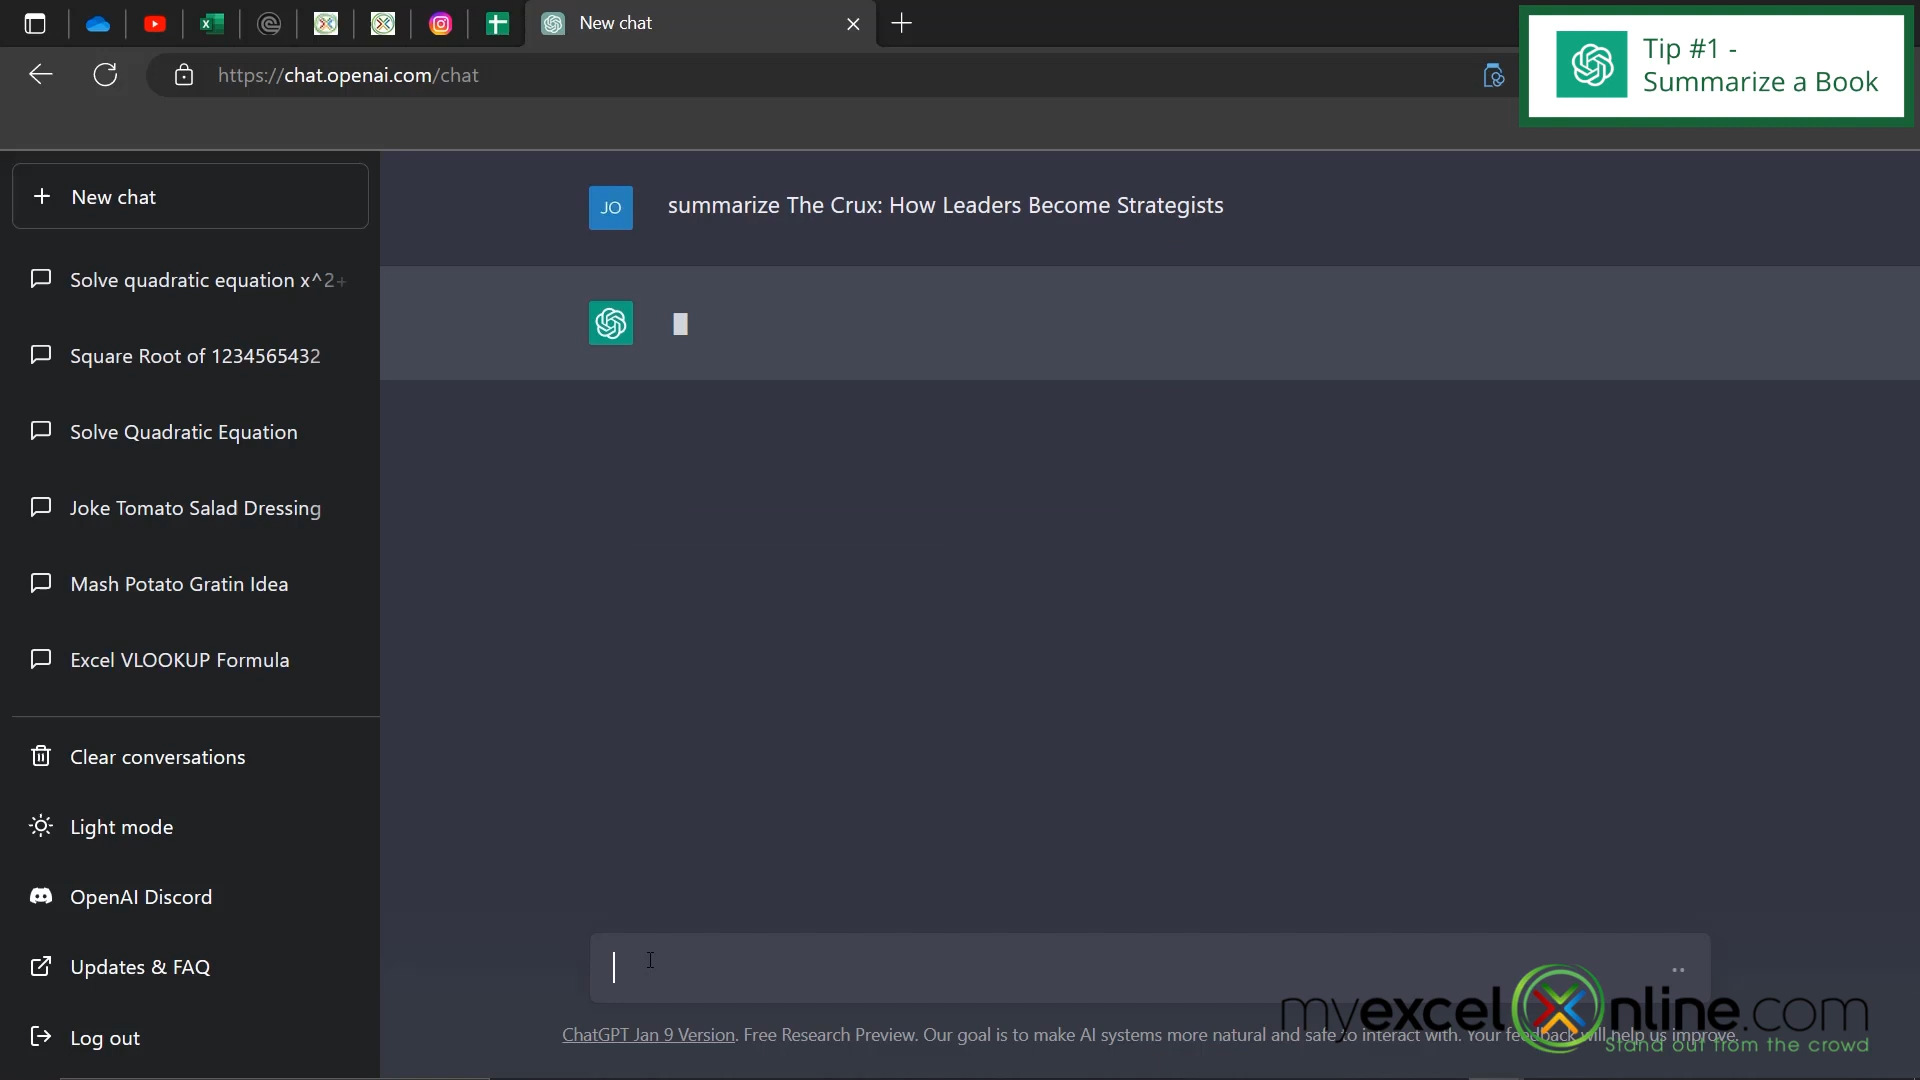 New chat
https://chat.openai.com/chat
Tip #1 -
Summarize a Book
New chat
Solve quadratic equation x^2+
Square Root of 1234565432
Solve Quadratic Equation
Joke Tomato Salad Dressing
Mash Potato Gratin Idea
Excel VLOOKUP Formula
Clear conversations
Light mode
OpenAI Discord
Updates & FAQ
Log out
JO
summarize The Crux: How Leaders Become Strategists
ChatGPT Jan 9 Version. Free Research Preview. Our goal is to make AI systems more natural and safe to interact with. Your feedback will help us improve.
myexcelonline.com
Stand out from the crowd